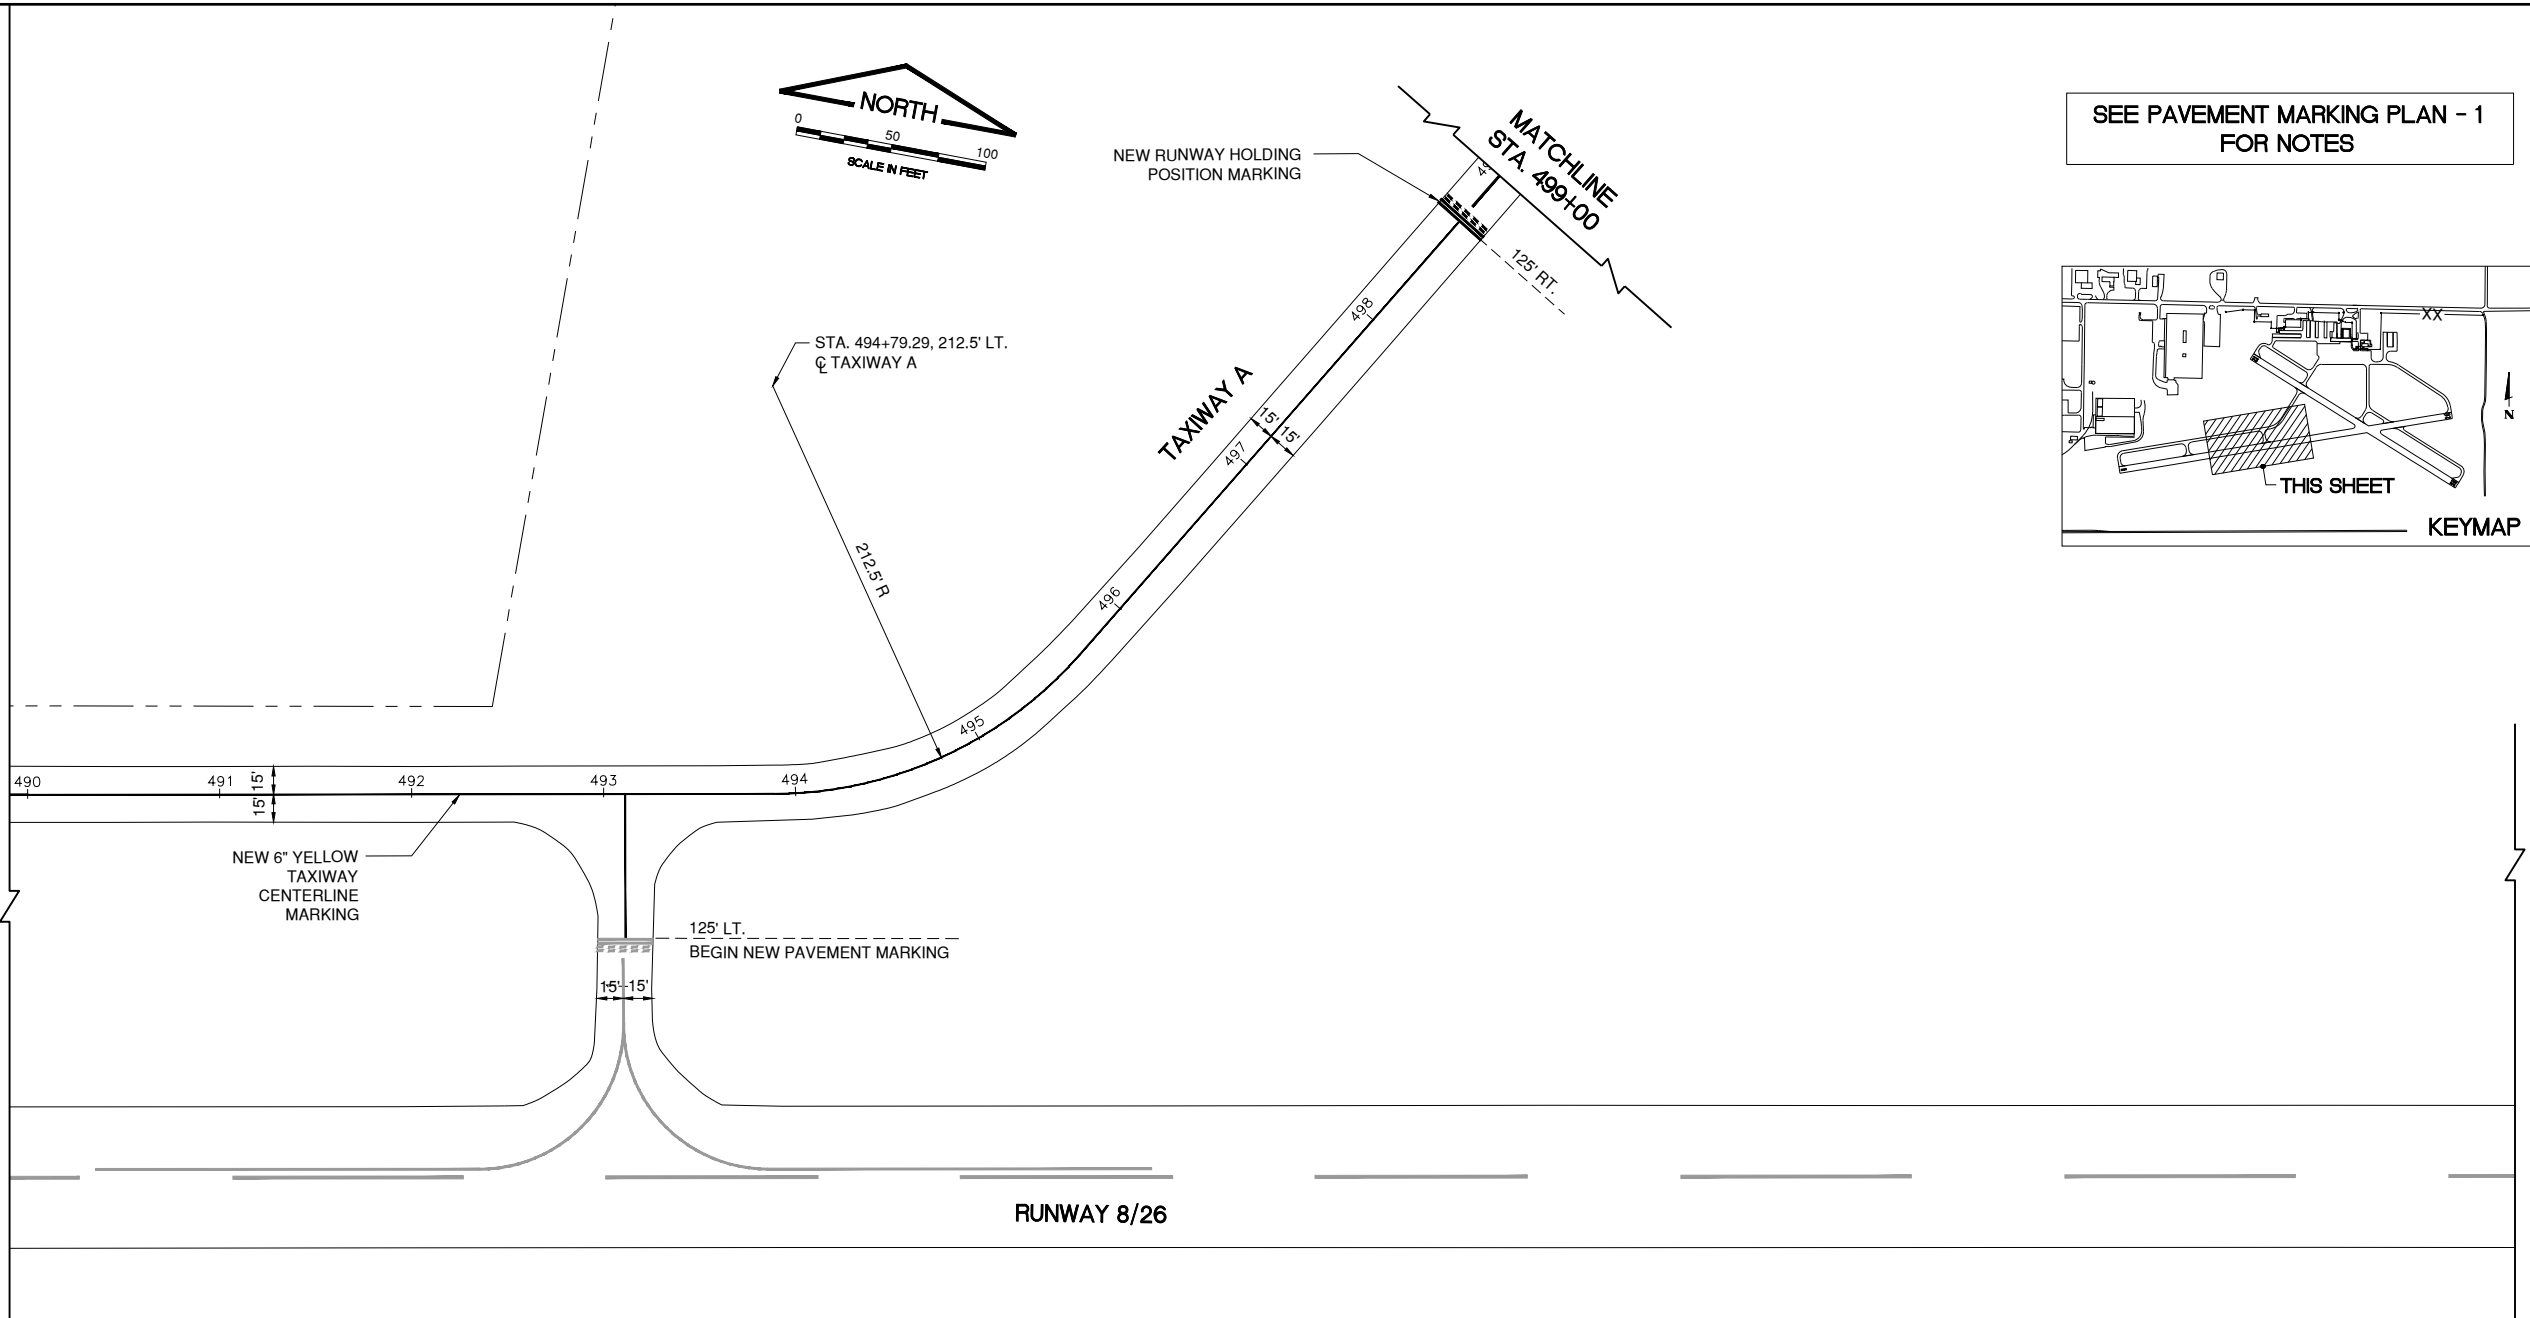 NORTH
0
50
100
SCALE IN FEET
NEW RUNWAY HOLDING
POSITION MARKING
MATCHLINE
STA. 499+00
125' RT.
SEE PAVEMENT MARKING PLAN - 1
FOR NOTES
XX
N
THIS SHEET
KEYMAP
STA. 494+79.29, 212.5' LT.
℄ TAXIWAY A
212.5' R
TAXIWAY A
15'
15'
498
497
496
495
490
491
492
493
494
15'
15'
NEW 6" YELLOW
TAXIWAY
CENTERLINE
MARKING
125' LT.
BEGIN NEW PAVEMENT MARKING
15'
15'
RUNWAY 8/26